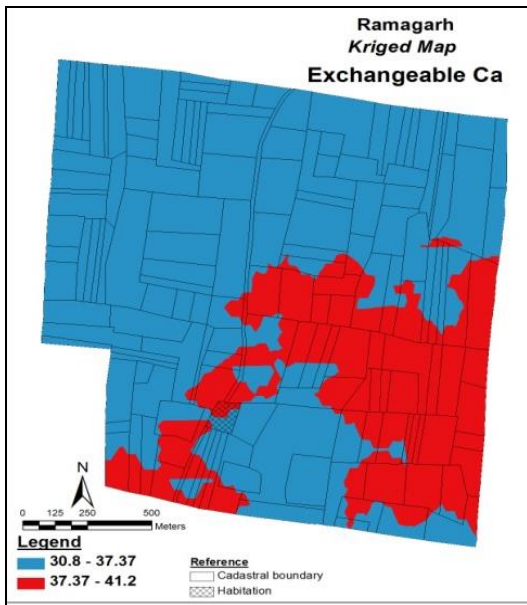 Ramagarh
Kriged Map
Exchangeable Ca
N
0 125 250 500
Meters
Legend
30.8 - 37.37
37.37 - 41.2
Reference
Cadastral boundary
Habitation